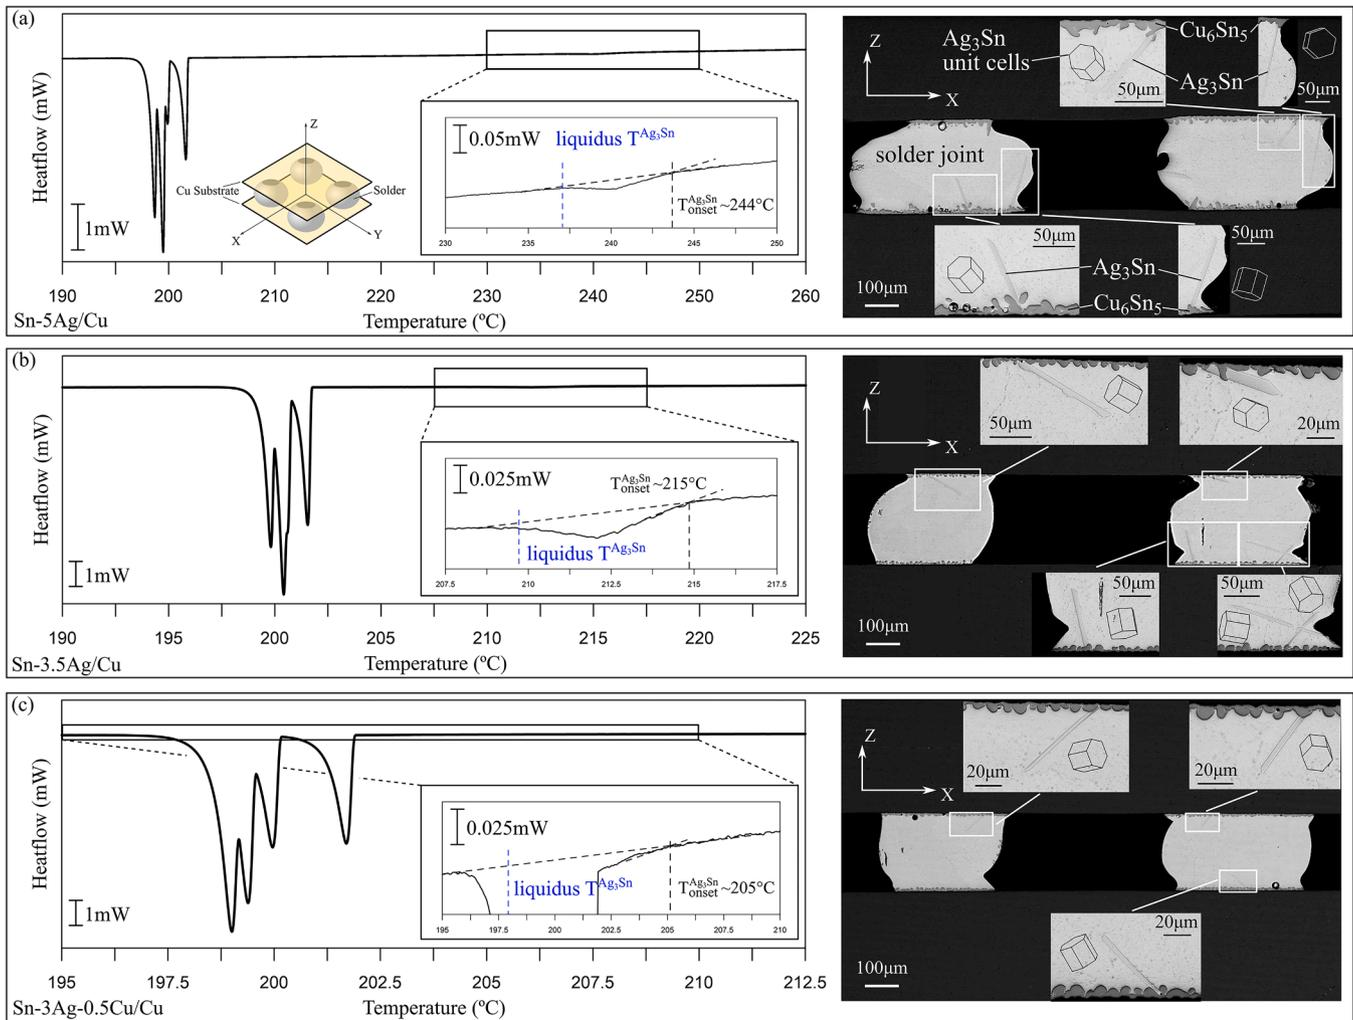 (a)
Heatflow (mW)
1mW
Cu Substrate
Solder
Z
X
Y
0.05mW
liquidus T^Ag₃Sn
T^Ag₃Sn_onset ~244°C
230 235 240 245 250
190 200 210 220 230 240 250 260
Sn-5Ag/Cu
Temperature (ºC)
Z
X
Ag₃Sn
unit cells
Cu₆Sn₅
Ag₃Sn
50μm
50μm
solder joint
50μm
50μm
Ag₃Sn
Cu₆Sn₅
100μm
(b)
Heatflow (mW)
1mW
0.025mW
T^Ag₃Sn_onset ~215°C
liquidus T^Ag₃Sn
207.5 210 212.5 215 217.5
190 195 200 205 210 215 220 225
Sn-3.5Ag/Cu
Temperature (ºC)
Z
X
50μm
20μm
50μm
50μm
100μm
(c)
Heatflow (mW)
1mW
0.025mW
liquidus T^Ag₃Sn
T^Ag₃Sn_onset ~205°C
195 197.5 200 202.5 205 207.5 210
195 197.5 200 202.5 205 207.5 210 212.5
Sn-3Ag-0.5Cu/Cu
Temperature (ºC)
Z
X
20μm
20μm
20μm
100μm